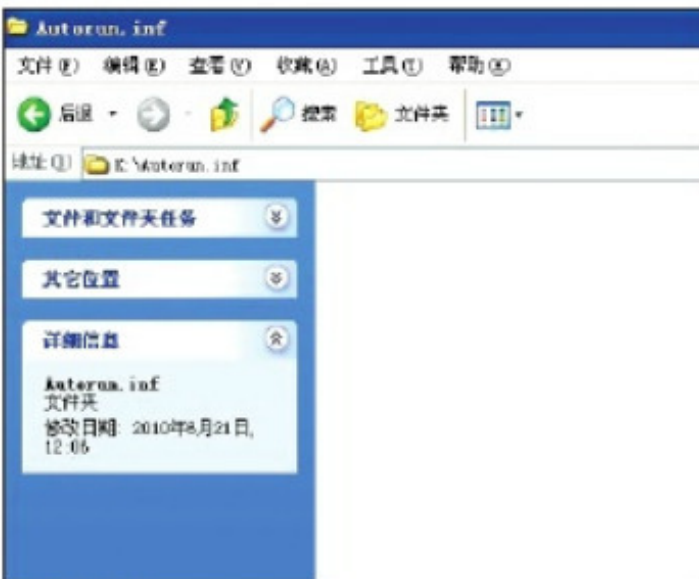 Autorun.inf
文件(F) 编辑(E) 查看(V) 收藏(A) 工具(T) 帮助(H)
后退 搜索 文件夹
地址(D) K:\Autorun.inf
文件和文件夹任务
其它位置
详细信息
Autorun.inf
文件夹
修改日期: 2010年8月21日,
12:06